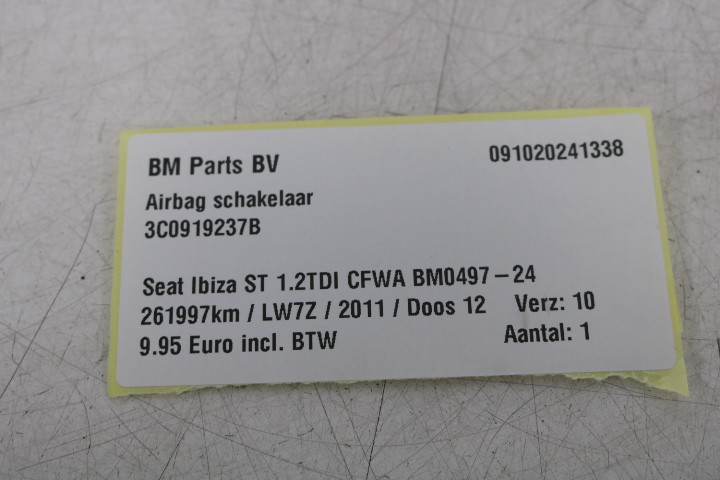 BM Parts BV 091020241338
Airbag schakelaar
3C0919237B
Seat Ibiza ST 1.2TDI CFWA BM0497-24
261997km / LW7Z / 2011 / Doos 12 Verz: 10
9.95 Euro incl. BTW Aantal: 1